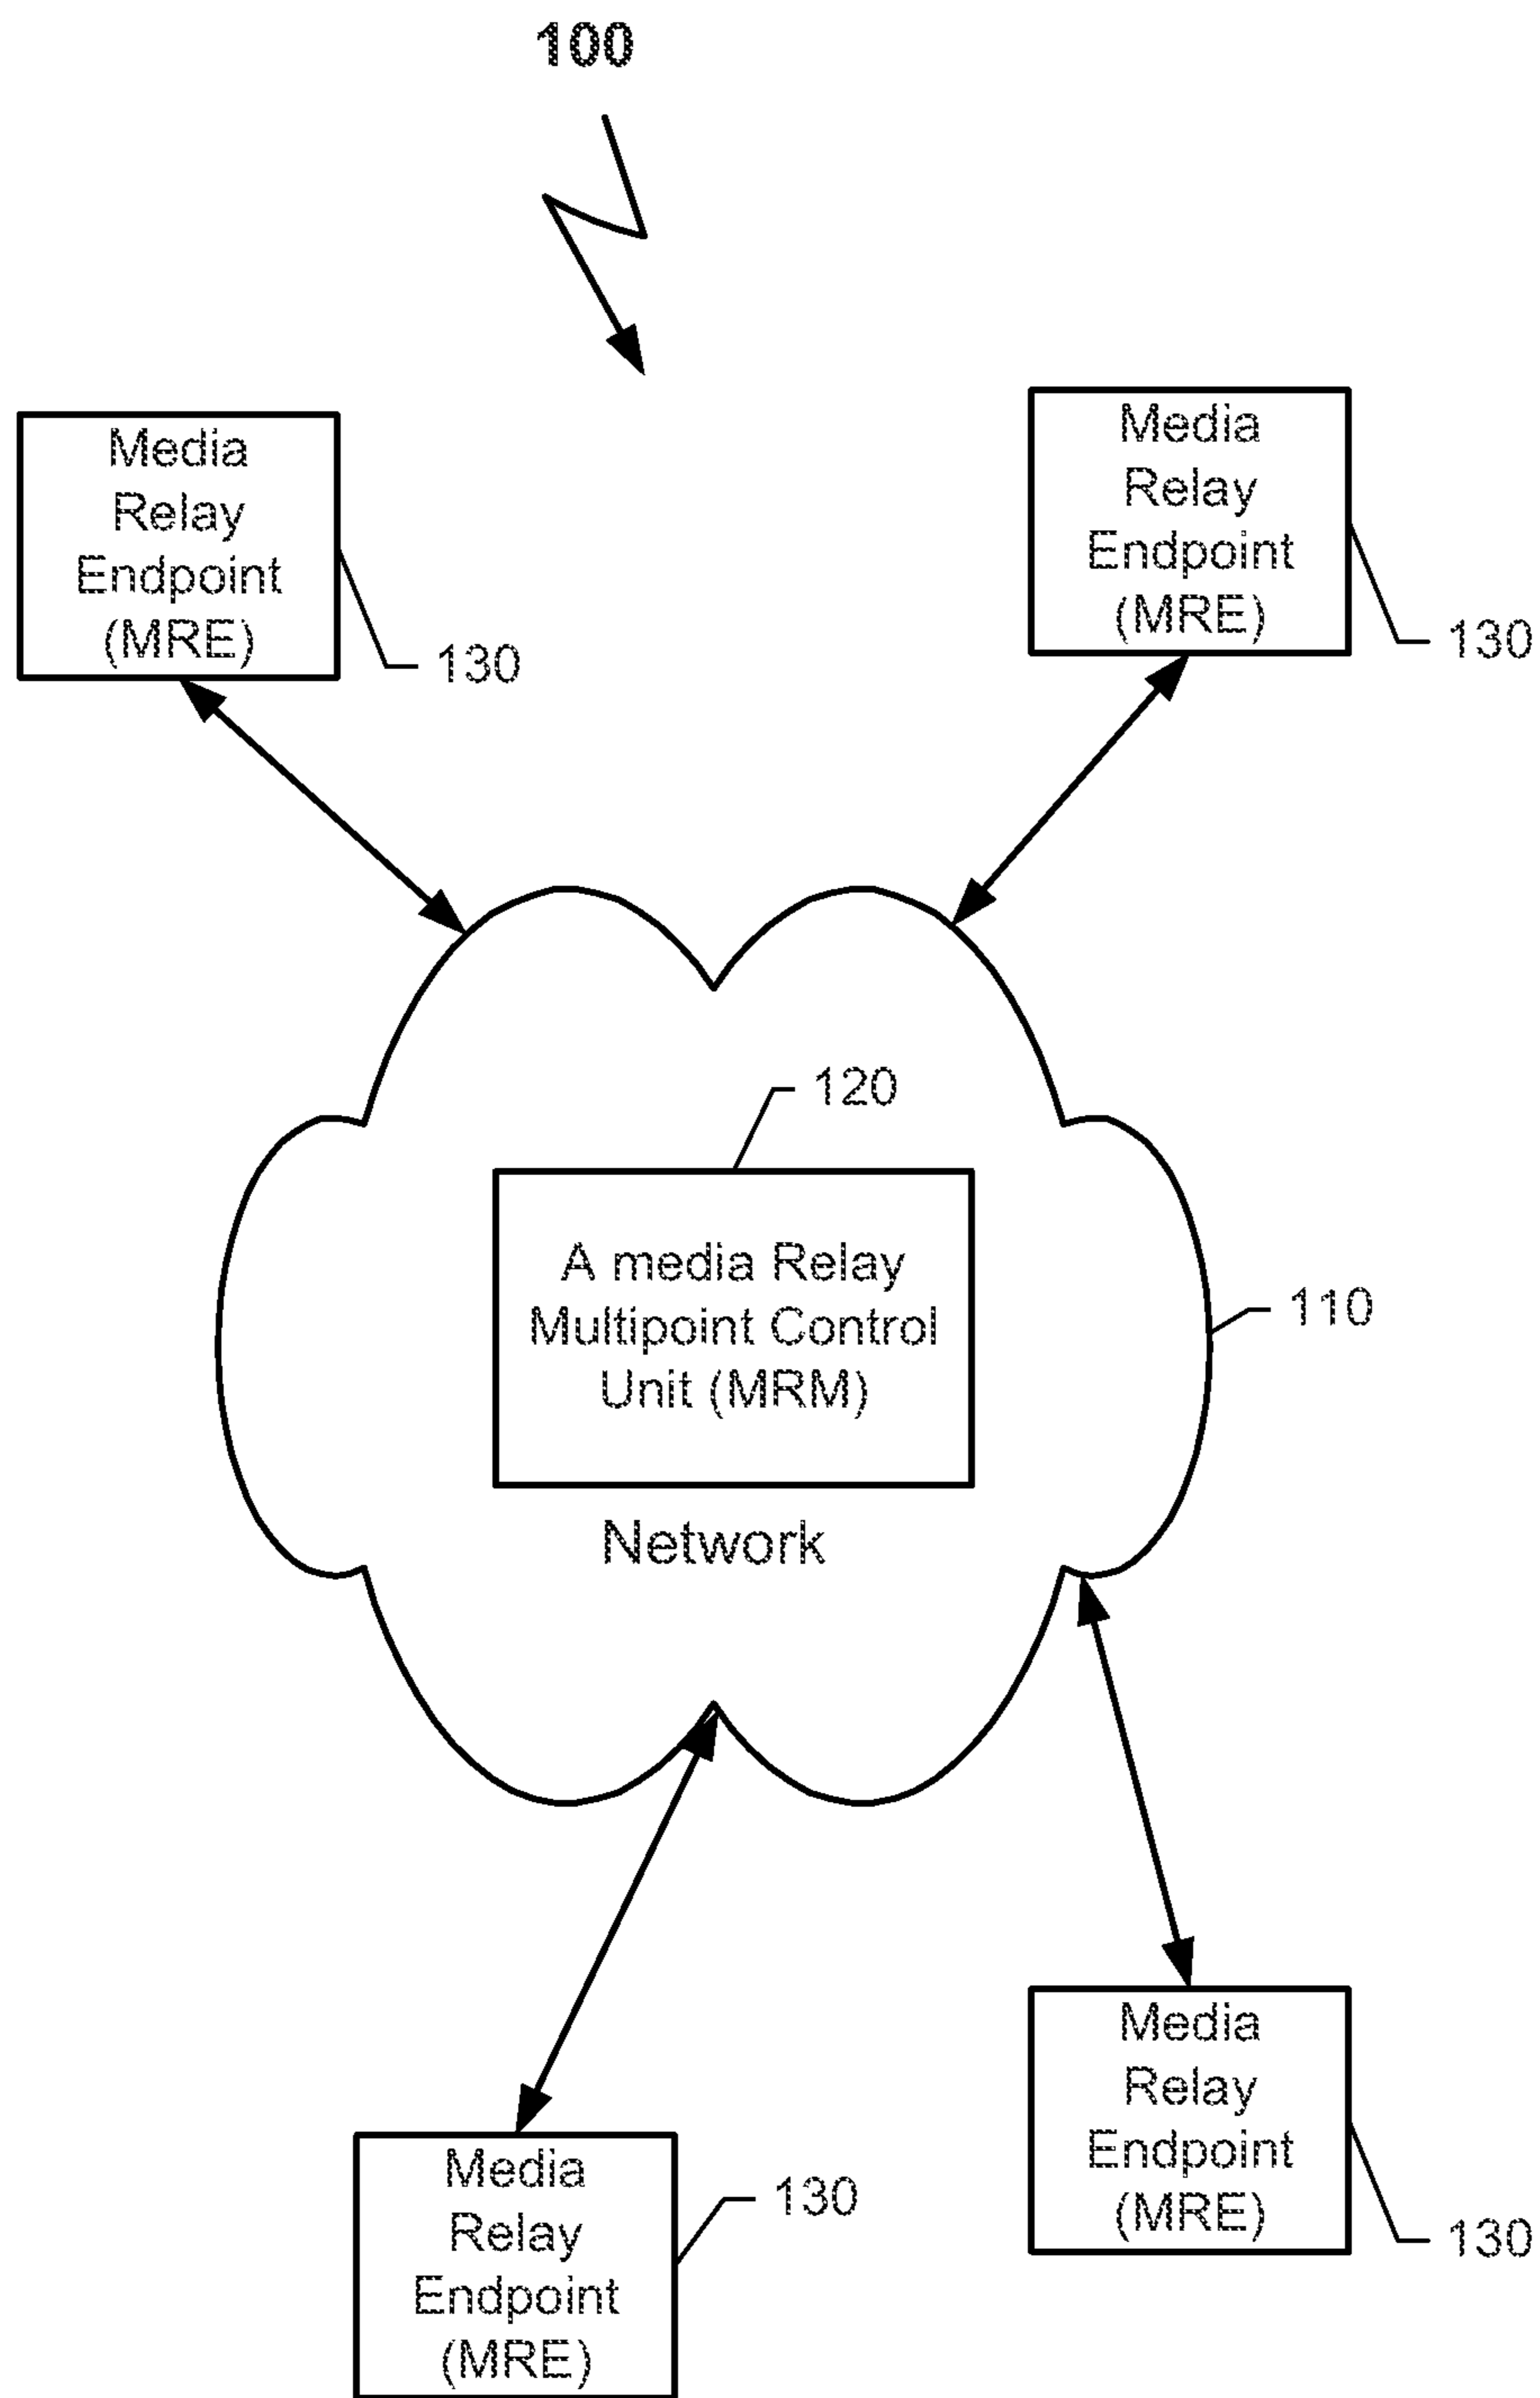 100
Media
Relay
Endpoint
(MRE)
130
Media
Relay
Endpoint
(MRE)
130
120
A media Relay
Multipoint Control
Unit (MRM)
110
Network
Media
Relay
Endpoint
(MRE)
130
Media
Relay
Endpoint
(MRE)
130